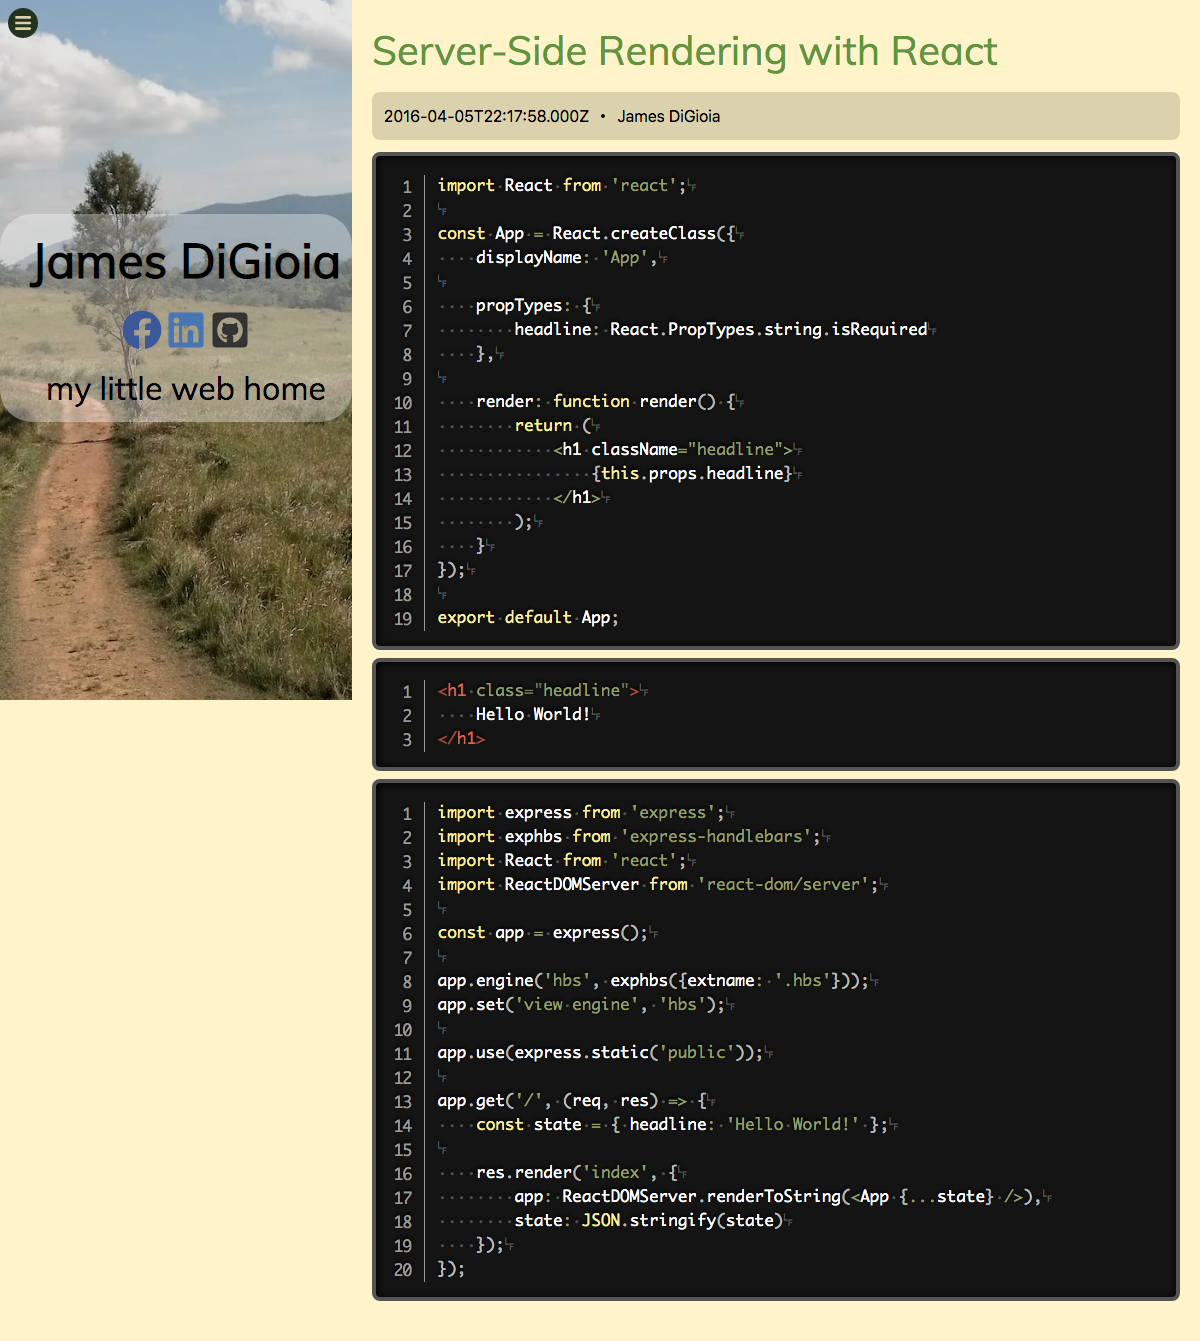 James DiGioia
my little web home
Server-Side Rendering with React
2016-04-05T22:17:58.000Z • James DiGioia
1 import React from 'react';
2
3 const App = React.createClass({
4     displayName: 'App',
5
6     propTypes: {
7         headline: React.PropTypes.string.isRequired
8     },
9
10     render: function render() {
11         return (
12             <h1 className="headline">
13                 {this.props.headline}
14             </h1>
15         );
16     }
17 });
18
19 export default App;
1 <h1 class="headline">
2     Hello World!
3 </h1>
1 import express from 'express';
2 import exphbs from 'express-handlebars';
3 import React from 'react';
4 import ReactDOMServer from 'react-dom/server';
5
6 const app = express();
7
8 app.engine('hbs', exphbs({extname: '.hbs'}));
9 app.set('view engine', 'hbs');
10
11 app.use(express.static('public'));
12
13 app.get('/', (req, res) => {
14     const state = { headline: 'Hello World!' };
15
16     res.render('index', {
17         app: ReactDOMServer.renderToString(<App {...state} />),
18         state: JSON.stringify(state)
19     });
20 });